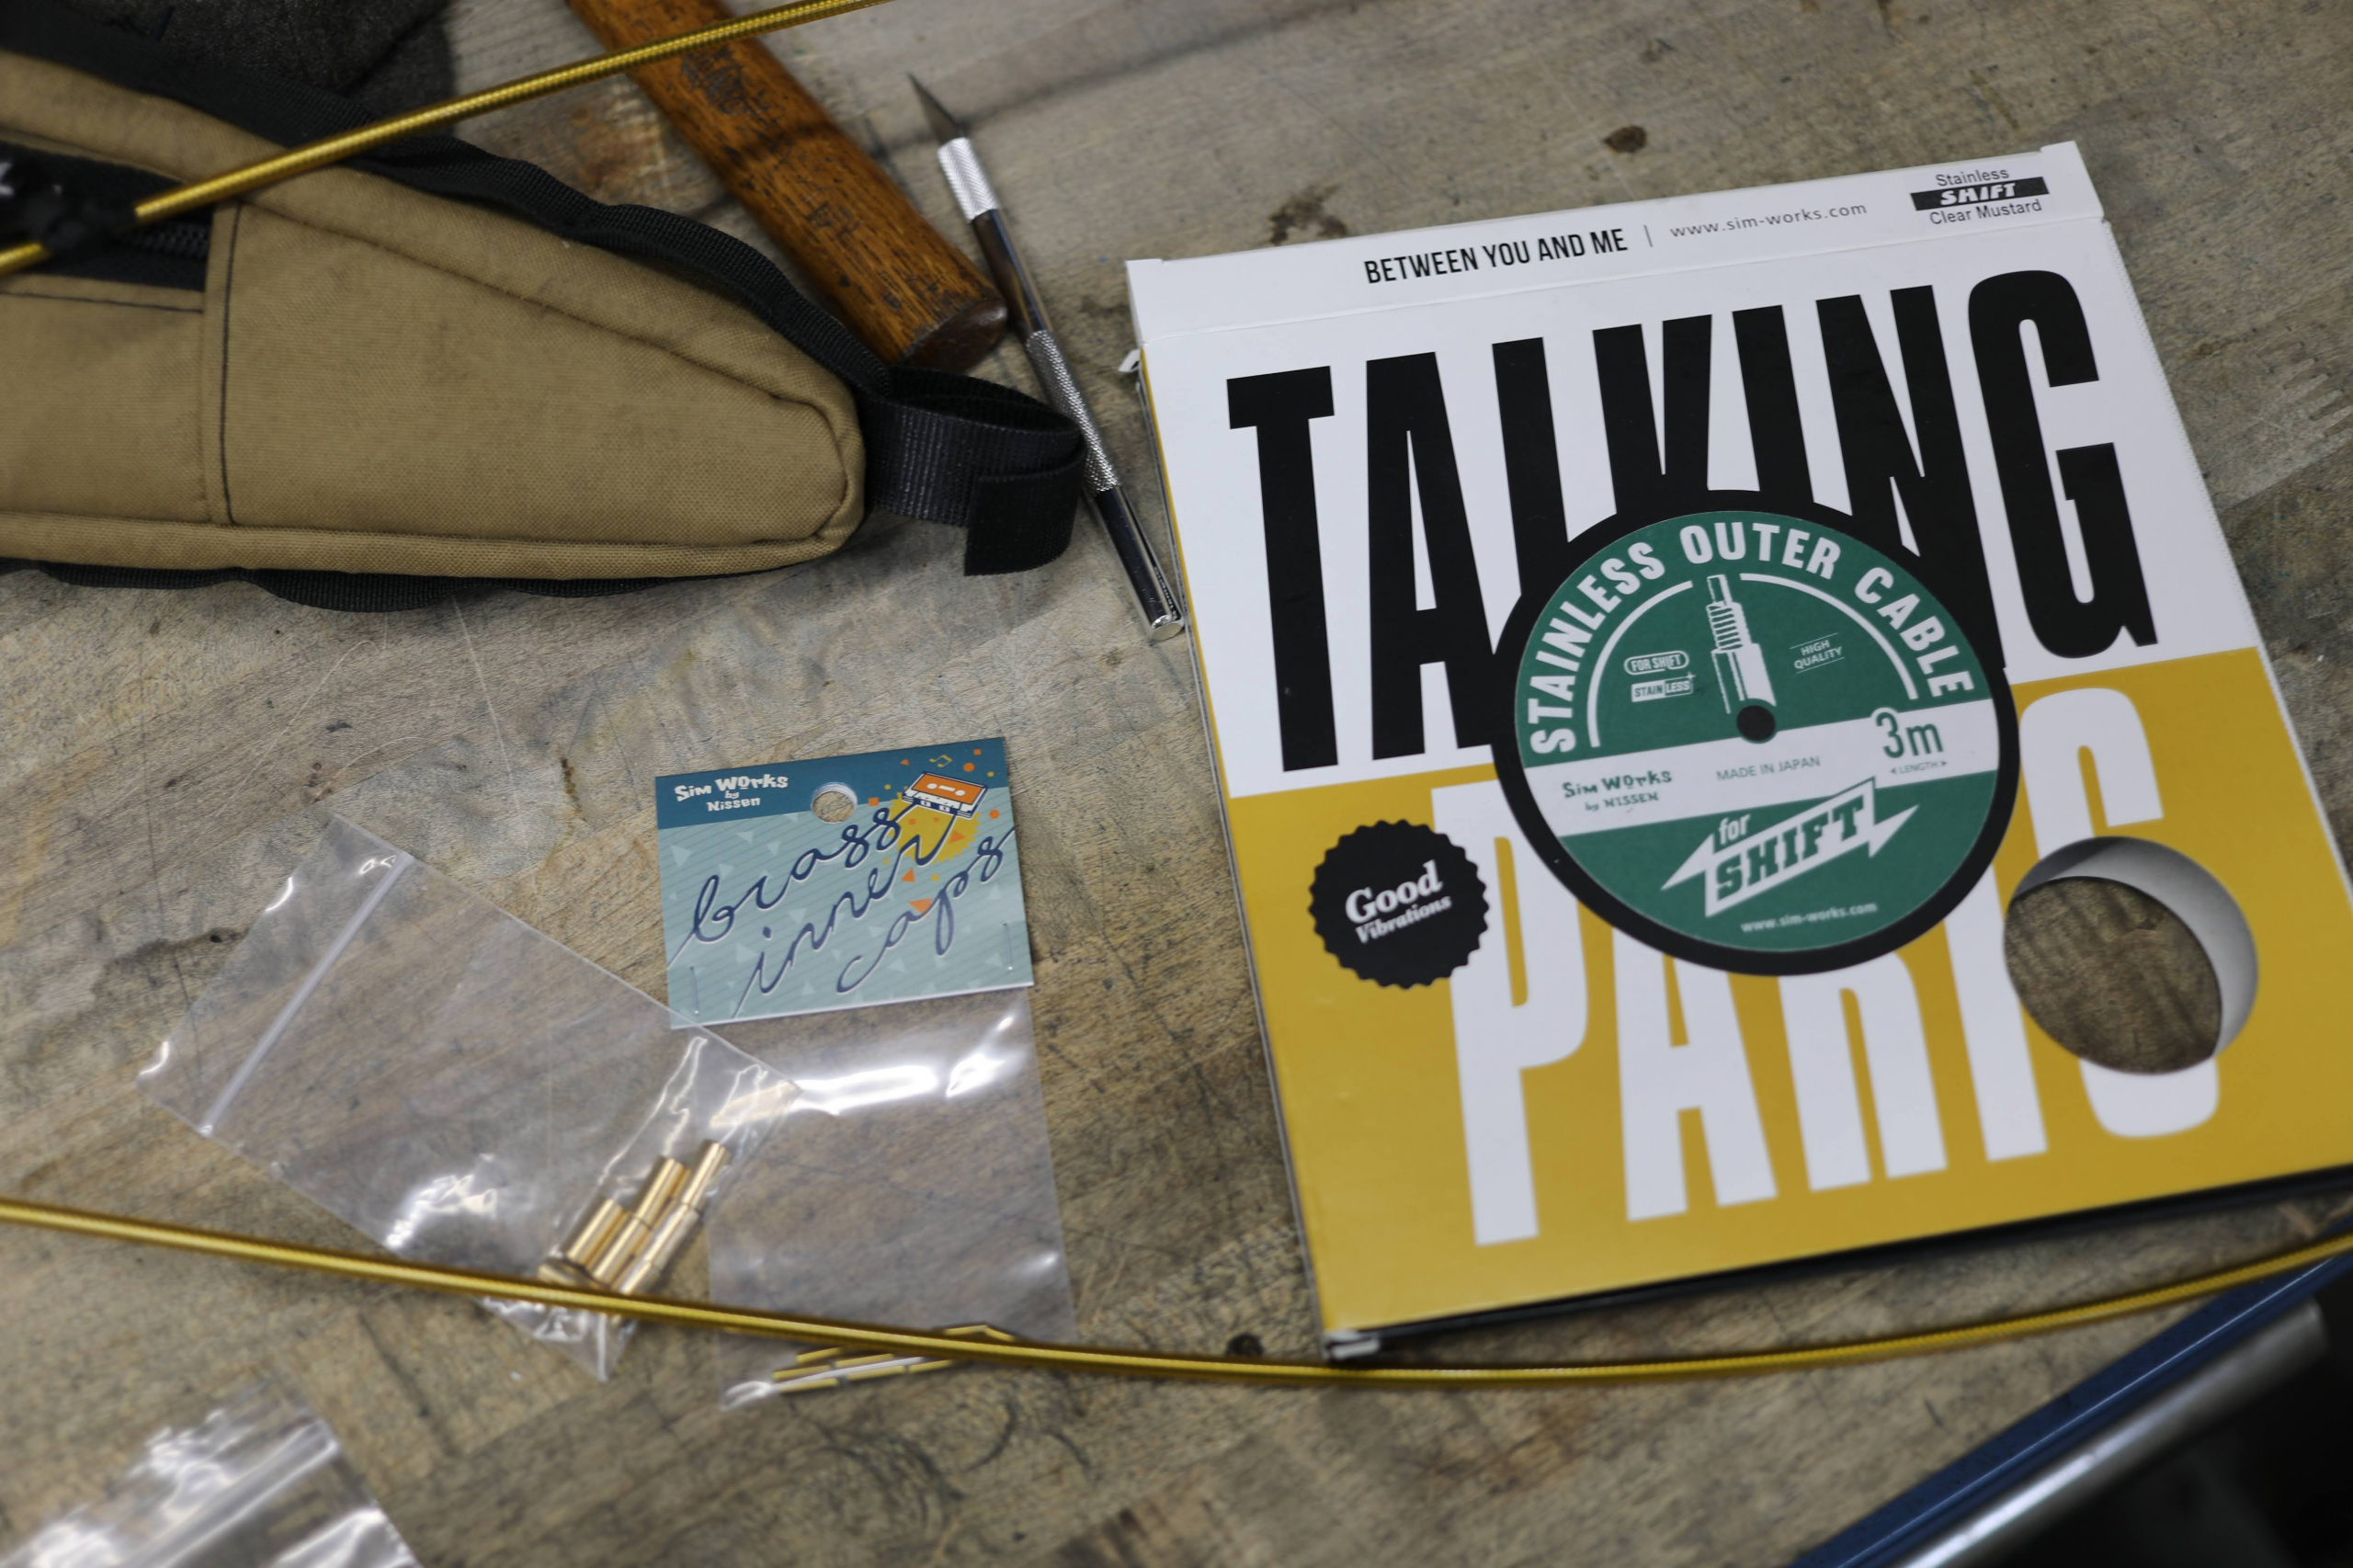 BETWEEN YOU AND ME | www.sim-works.com
Stainless
SHIFT
Clear Mustard
TALKING
PARTS
STAINLESS OUTER CABLE
FOR SHIFT
STAINLESS
HIGH
QUALITY
3m
LENGTH
Sim Works
by NISSEN
MADE IN JAPAN
for
SHIFT
www.sim-works.com
Good
Vibrations
Sim Works
by
Nissen
brass
inner
caps